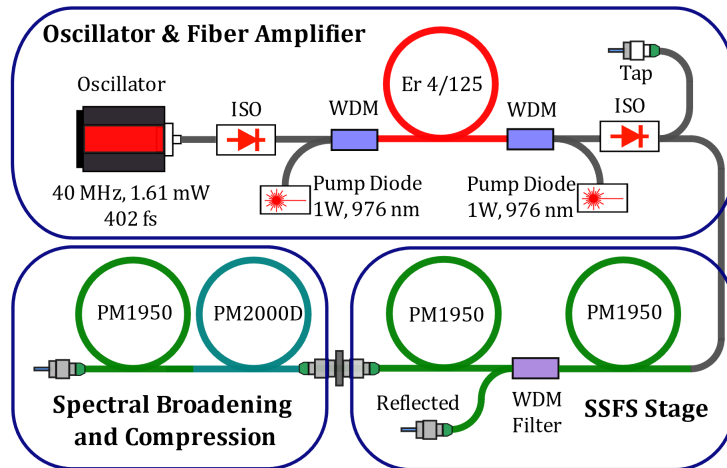 Oscillator & Fiber Amplifier
Oscillator
ISO
WDM
Er 4/125
WDM
ISO
Tap
40 MHz, 1.61 mW
402 fs
Pump Diode
1W, 976 nm
Pump Diode
1W, 976 nm
PM1950
PM2000D
PM1950
PM1950
Spectral Broadening
and Compression
Reflected
WDM
Filter
SSFS Stage